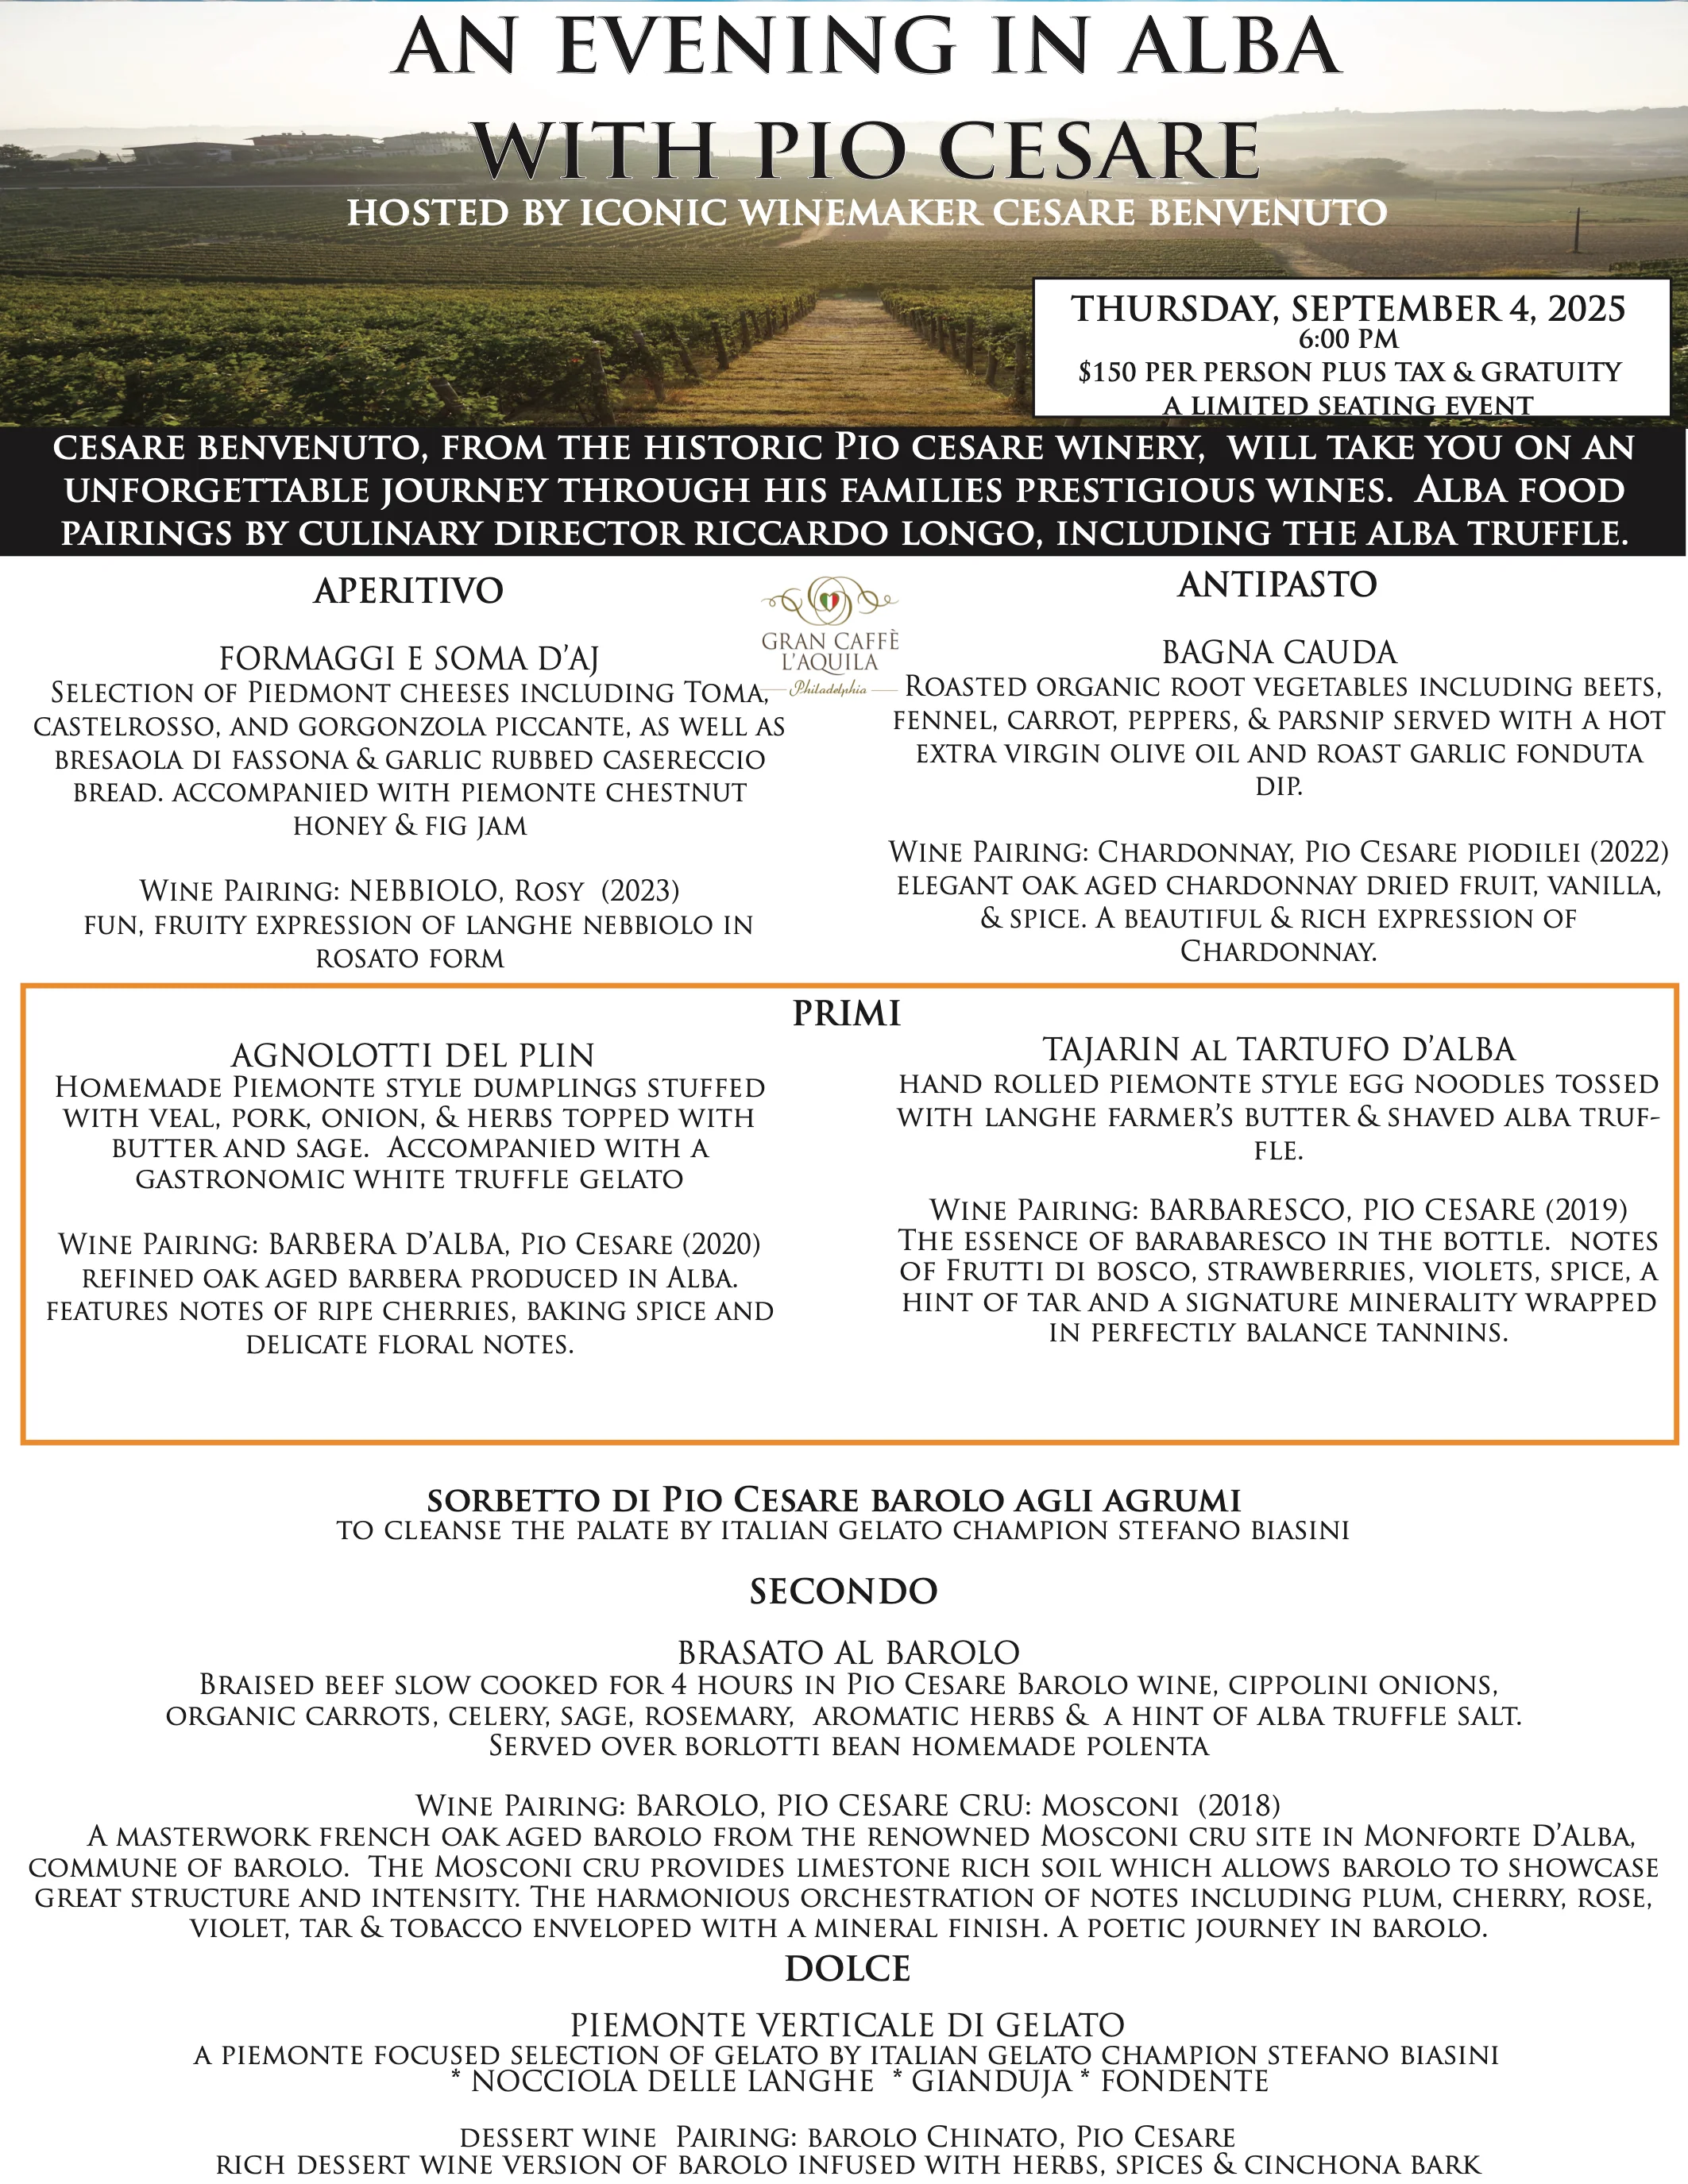 AN EVENING IN ALBA
WITH PIO CESARE
HOSTED BY ICONIC WINEMAKER CESARE BENVENUTO
THURSDAY, SEPTEMBER 4, 2025
6:00 PM
$150 PER PERSON PLUS TAX & GRATUITY
A LIMITED SEATING EVENT
CESARE BENVENUTO, FROM THE HISTORIC PIO CESARE WINERY, WILL TAKE YOU ON AN
UNFORGETTABLE JOURNEY THROUGH HIS FAMILIES PRESTIGIOUS WINES. ALBA FOOD
PAIRINGS BY CULINARY DIRECTOR RICCARDO LONGO, INCLUDING THE ALBA TRUFFLE.
APERITIVO
FORMAGGI E SOMA D'AJ
SELECTION OF PIEDMONT CHEESES INCLUDING TOMA,
CASTELROSSO, AND GORGONZOLA PICCANTE, AS WELL AS
BRESAOLA DI FASSONA & GARLIC RUBBED CASERECCIO
BREAD. ACCOMPANIED WITH PIEMONTE CHESTNUT
HONEY & FIG JAM
WINE PAIRING: NEBBIOLO, ROSY (2023)
FUN, FRUITY EXPRESSION OF LANGHE NEBBIOLO IN
ROSATO FORM
GRAN CAFFÈ
L'AQUILA
Philadelphia
ANTIPASTO
BAGNA CAUDA
ROASTED ORGANIC ROOT VEGETABLES INCLUDING BEETS,
FENNEL, CARROT, PEPPERS, & PARSNIP SERVED WITH A HOT
EXTRA VIRGIN OLIVE OIL AND ROAST GARLIC FONDUTA
DIP.
WINE PAIRING: CHARDONNAY, PIO CESARE PIODILEI (2022)
ELEGANT OAK AGED CHARDONNAY DRIED FRUIT, VANILLA,
& SPICE. A BEAUTIFUL & RICH EXPRESSION OF
CHARDONNAY.
PRIMI
AGNOLOTTI DEL PLIN
HOMEMADE PIEMONTE STYLE DUMPLINGS STUFFED
WITH VEAL, PORK, ONION, & HERBS TOPPED WITH
BUTTER AND SAGE. ACCOMPANIED WITH A
GASTRONOMIC WHITE TRUFFLE GELATO
WINE PAIRING: BARBERA D'ALBA, PIO CESARE (2020)
REFINED OAK AGED BARBERA PRODUCED IN ALBA.
FEATURES NOTES OF RIPE CHERRIES, BAKING SPICE AND
DELICATE FLORAL NOTES.
TAJARIN AL TARTUFO D'ALBA
HAND ROLLED PIEMONTE STYLE EGG NOODLES TOSSED
WITH LANGHE FARMER'S BUTTER & SHAVED ALBA TRUF-
FLE.
WINE PAIRING: BARBARESCO, PIO CESARE (2019)
THE ESSENCE OF BARABARESCO IN THE BOTTLE. NOTES
OF FRUTTI DI BOSCO, STRAWBERRIES, VIOLETS, SPICE, A
HINT OF TAR AND A SIGNATURE MINERALITY WRAPPED
IN PERFECTLY BALANCE TANNINS.
SORBETTO DI PIO CESARE BAROLO AGLI AGRUMI
TO CLEANSE THE PALATE BY ITALIAN GELATO CHAMPION STEFANO BIASINI
SECONDO
BRASATO AL BAROLO
BRAISED BEEF SLOW COOKED FOR 4 HOURS IN PIO CESARE BAROLO WINE, CIPPOLINI ONIONS,
ORGANIC CARROTS, CELERY, SAGE, ROSEMARY, AROMATIC HERBS & A HINT OF ALBA TRUFFLE SALT.
SERVED OVER BORLOTTI BEAN HOMEMADE POLENTA
WINE PAIRING: BAROLO, PIO CESARE CRU: MOSCONI (2018)
A MASTERWORK FRENCH OAK AGED BAROLO FROM THE RENOWNED MOSCONI CRU SITE IN MONFORTE D'ALBA,
COMMUNE OF BAROLO. THE MOSCONI CRU PROVIDES LIMESTONE RICH SOIL WHICH ALLOWS BAROLO TO SHOWCASE
GREAT STRUCTURE AND INTENSITY. THE HARMONIOUS ORCHESTRATION OF NOTES INCLUDING PLUM, CHERRY, ROSE,
VIOLET, TAR & TOBACCO ENVELOPED WITH A MINERAL FINISH. A POETIC JOURNEY IN BAROLO.
DOLCE
PIEMONTE VERTICALE DI GELATO
A PIEMONTE FOCUSED SELECTION OF GELATO BY ITALIAN GELATO CHAMPION STEFANO BIASINI
* NOCCIOLA DELLE LANGHE * GIANDUJA * FONDENTE
DESSERT WINE PAIRING: BAROLO CHINATO, PIO CESARE
RICH DESSERT WINE VERSION OF BAROLO INFUSED WITH HERBS, SPICES & CINCHONA BARK